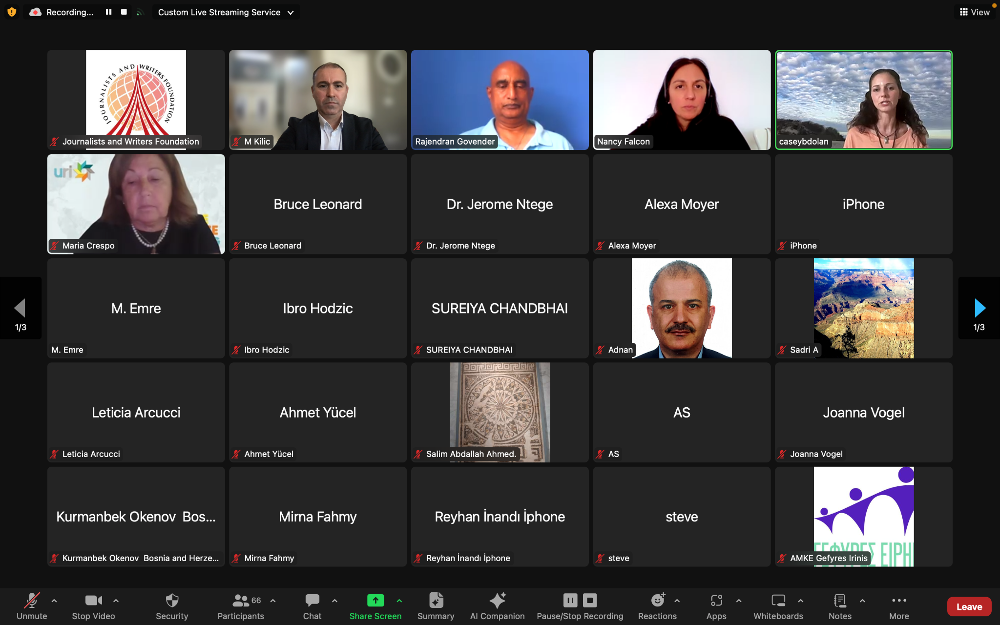 Recording...
Custom Live Streaming Service
View
JOURNALISTS AND WRITERS FOUNDATION
Journalists and Writers Foundation
M Kilic
Rajendran Govender
Nancy Falcon
caseybdolan
uri
Maria Crespo
Bruce Leonard
Bruce Leonard
Dr. Jerome Ntege
Dr. Jerome Ntege
Alexa Moyer
Alexa Moyer
iPhone
iPhone
1/3
M. Emre
M. Emre
Ibro Hodzic
Ibro Hodzic
SUREIYA CHANDBHAI
SUREIYA CHANDBHAI
Adnan
Sadri A
1/3
Leticia Arcucci
Leticia Arcucci
Ahmet Yücel
Ahmet Yücel
Salim Abdallah Ahmed.
AS
AS
Joanna Vogel
Joanna Vogel
Kurmanbek Okenov Bos...
Kurmanbek Okenov Bosnia and Herze...
Mirna Fahmy
Mirna Fahmy
Reyhan İnandı İphone
Reyhan İnandı İphone
steve
steve
ΓΕΦΥΡΕΣ ΕΙΡΗ
AMKE Gefyres Irinis
Unmute
Stop Video
Security
66
Participants
Chat
Share Screen
Summary
AI Companion
Pause/Stop Recording
Reactions
Apps
Whiteboards
Notes
More
Leave